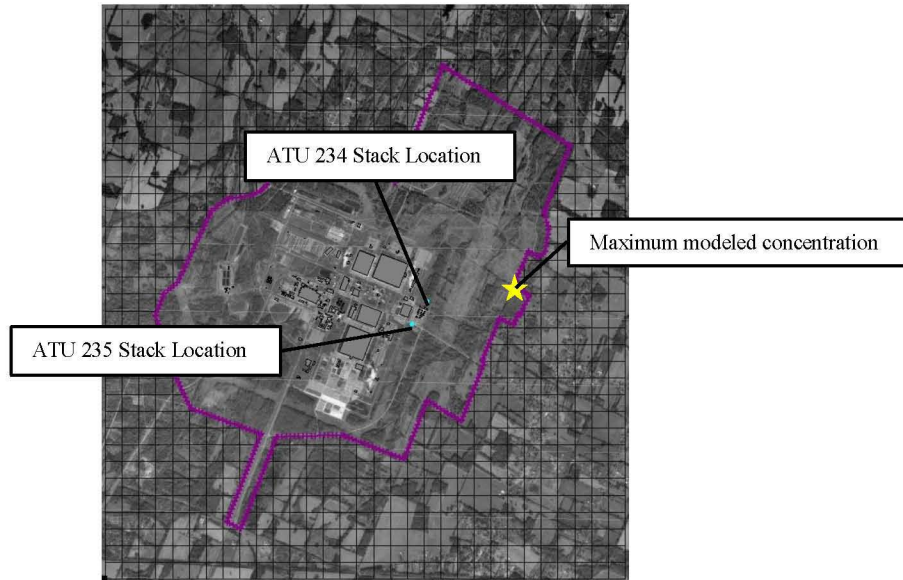 ATU 234 Stack Location
Maximum modeled concentration
ATU 235 Stack Location